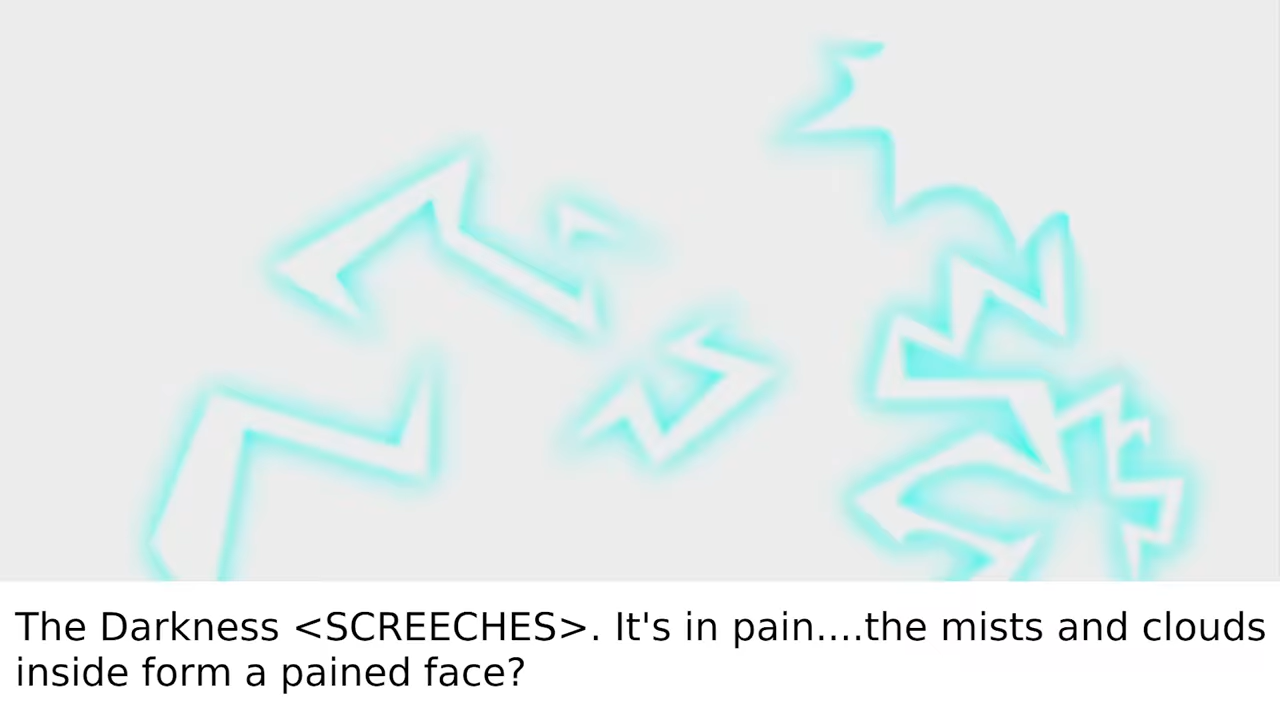 The Darkness <SCREECHES>. It's in pain....the mists and clouds
inside form a pained face?